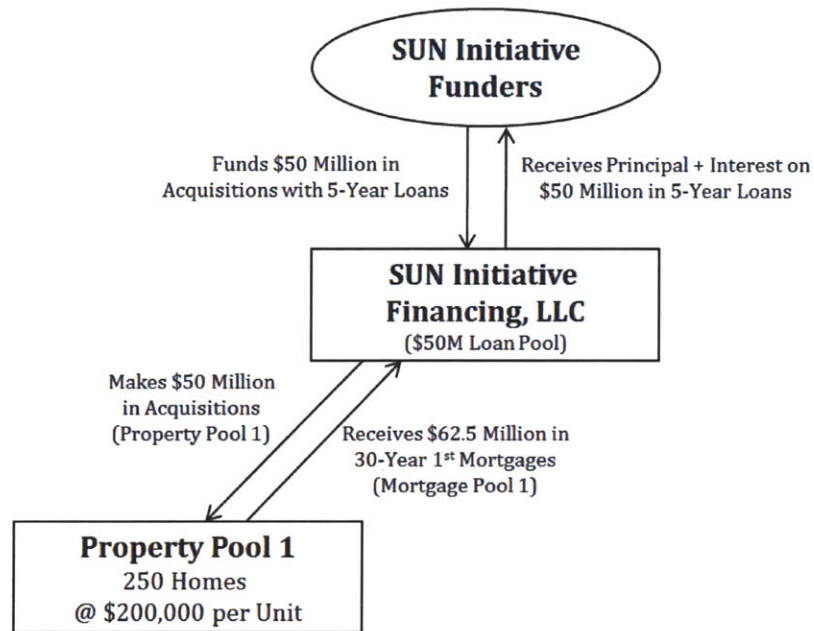 SUN Initiative
Funders
Funds $50 Million in
Acquisitions with 5-Year Loans
Receives Principal + Interest on
$50 Million in 5-Year Loans
SUN Initiative
Financing, LLC
($50M Loan Pool)
Makes $50 Million
in Acquisitions
(Property Pool 1)
Receives $62.5 Million in
30-Year 1st Mortgages
(Mortgage Pool 1)
Property Pool 1
250 Homes
@ $200,000 per Unit